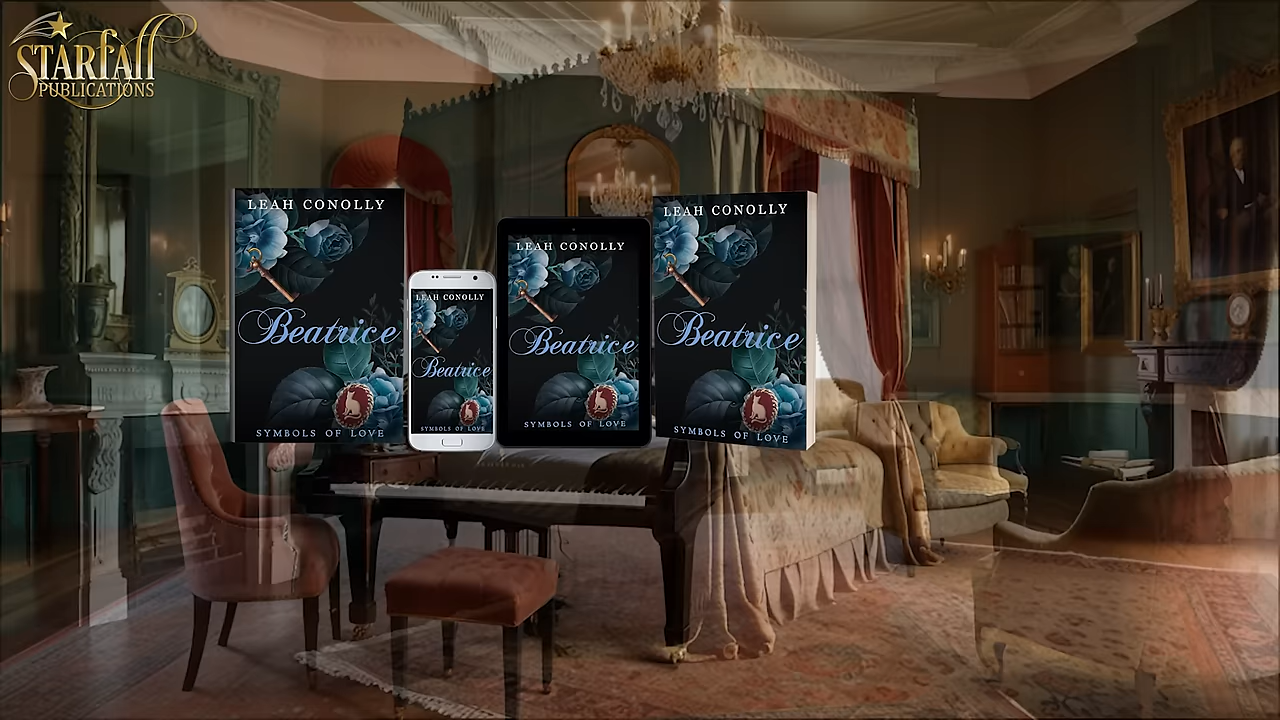 STARfall
PUBLICATIONS
LEAH CONOLLY
Beatrice
SYMBOLS OF LOVE
LEAH CONOLLY
Beatrice
SYMBOLS OF LOVE
LEAH CONOLLY
Beatrice
SYMBOLS OF LOVE
LEAH CONOLLY
Beatrice
SYMBOLS OF LOVE